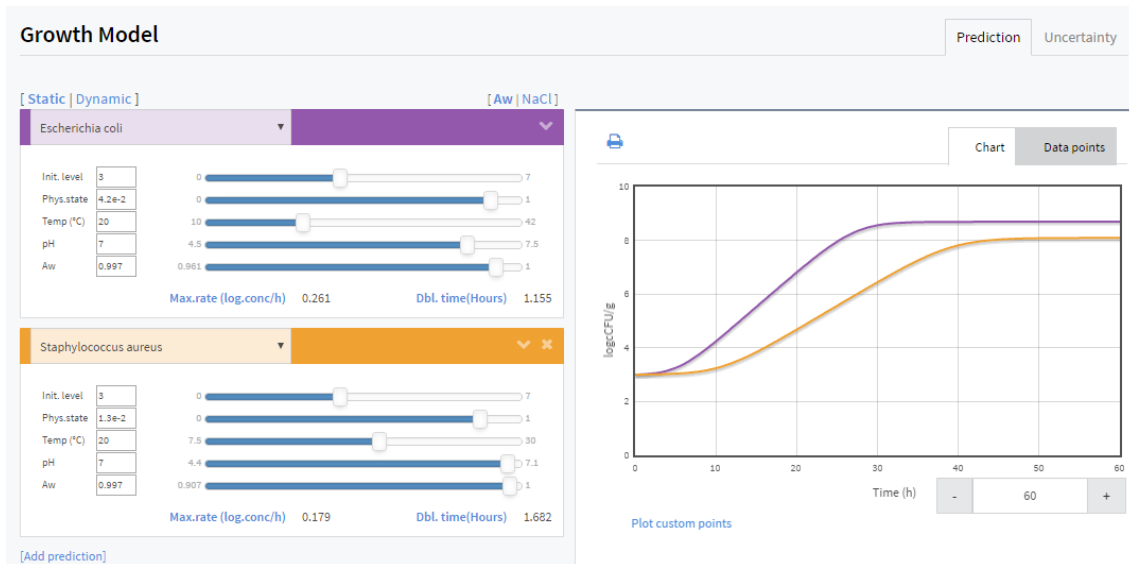 Growth Model
Prediction Uncertainty
[ Static | Dynamic ] [ Aw | NaCl ]
Escherichia coli
Init. level 3 0 7
Phys.state 4.2e-2 0 1
Temp (°C) 20 10 42
pH 7 4.5 7.5
Aw 0.997 0.961 1
Max.rate (log.conc/h) 0.261 Dbl. time(Hours) 1.155
Staphylococcus aureus
Init. level 3 0 7
Phys.state 1.3e-2 0 1
Temp (°C) 20 7.5 30
pH 7 4.4 7.1
Aw 0.997 0.907 1
Max.rate (log.conc/h) 0.179 Dbl. time(Hours) 1.682
[Add prediction]
Chart Data points
10
8
6
4
2
0
logcCFU/g
0 10 20 30 40 50 60
Time (h) - 60 +
Plot custom points